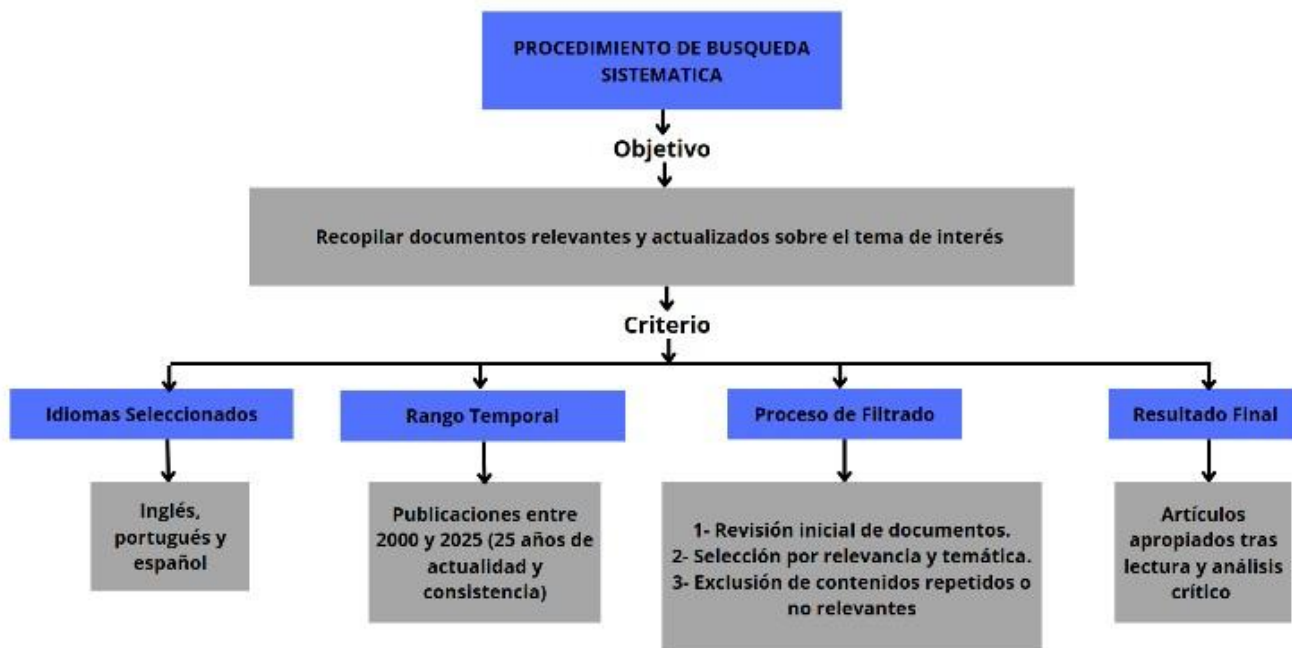 PROCEDIMIENTO DE BUSQUEDA
SISTEMATICA
Objetivo
Recopilar documentos relevantes y actualizados sobre el tema de interés
Criterio
Idiomas Seleccionados
Inglés,
portugués y
español
Rango Temporal
Publicaciones entre
2000 y 2025 (25 años de
actualidad y
consistencia)
Proceso de Filtrado
1- Revisión inicial de documentos.
2- Selección por relevancia y temática.
3- Exclusión de contenidos repetidos o
no relevantes
Resultado Final
Artículos
apropiados tras
lectura y análisis
crítico